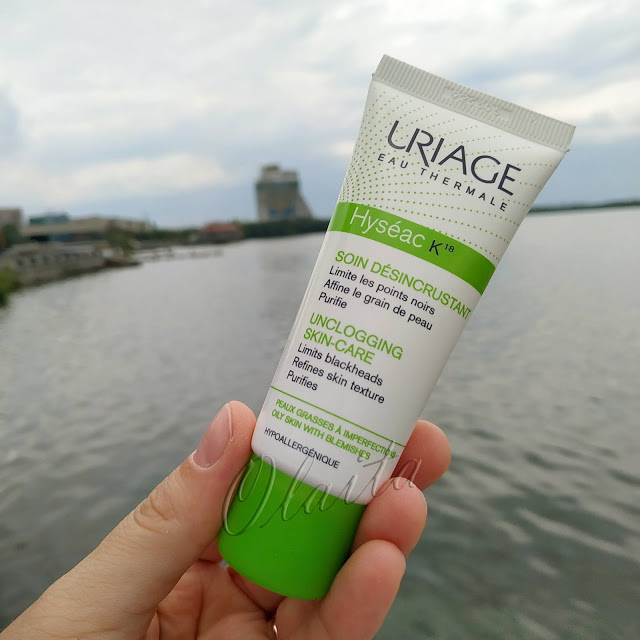 URIAGE
EAU THERMALE
Hyséac K18
SOIN DÉSINCRUSTANT
Limite les points noirs
Affine le grain de peau
Purifie
UNCLOGGING
SKIN-CARE
Limits blackheads
Refines skin texture
Purifies
PEAUX GRASSES À IMPERFECTIONS
OILY SKIN WITH BLEMISHES
HYPOALLERGÉNIQUE
Olaita